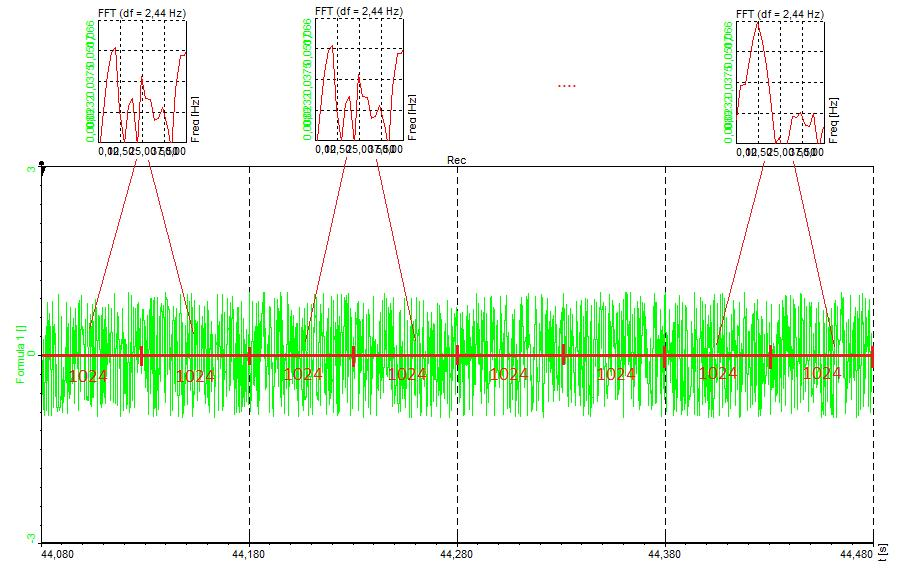 FFT (df = 2,44 Hz)
FFT (df = 2,44 Hz)
FFT (df = 2,44 Hz)
Freq [Hz]
Freq [Hz]
Freq [Hz]
....
Rec
3
Formula 1 []
0
1024
1024
1024
1024
1024
1024
1024
1024
-3
44,080
44,180
44,280
44,380
44,480
t [s]